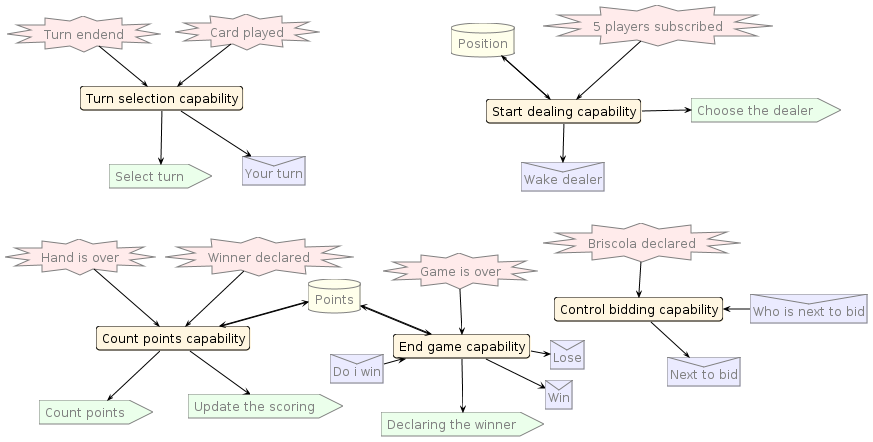 Turn endend
Card played
Turn selection capability
Select turn
Your turn
Position
5 players subscribed
Start dealing capability
Choose the dealer
Wake dealer
Hand is over
Winner declared
Points
Count points capability
Count points
Update the scoring
Game is over
End game capability
Do i win
Lose
Win
Declaring the winner
Briscola declared
Control bidding capability
Who is next to bid
Next to bid